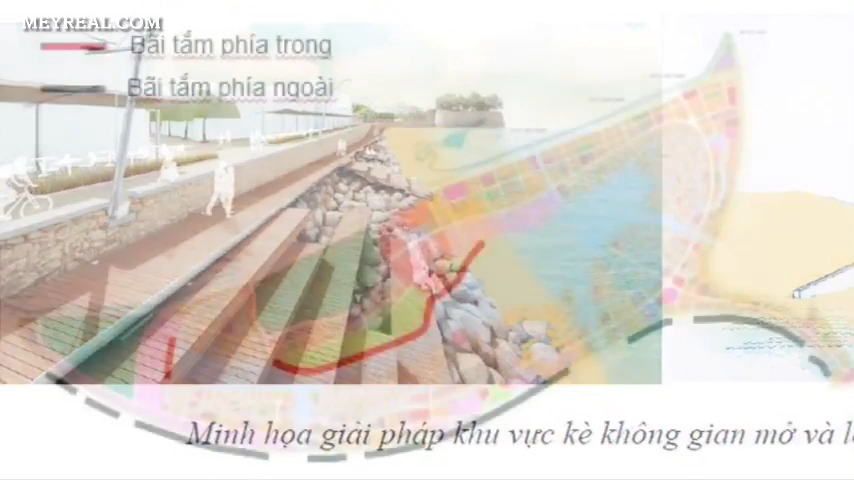 MEYREAL.COM
Bãi tắm phía trong
Bãi tắm phía ngoài
Minh họa giải pháp khu vực kè không gian mở và